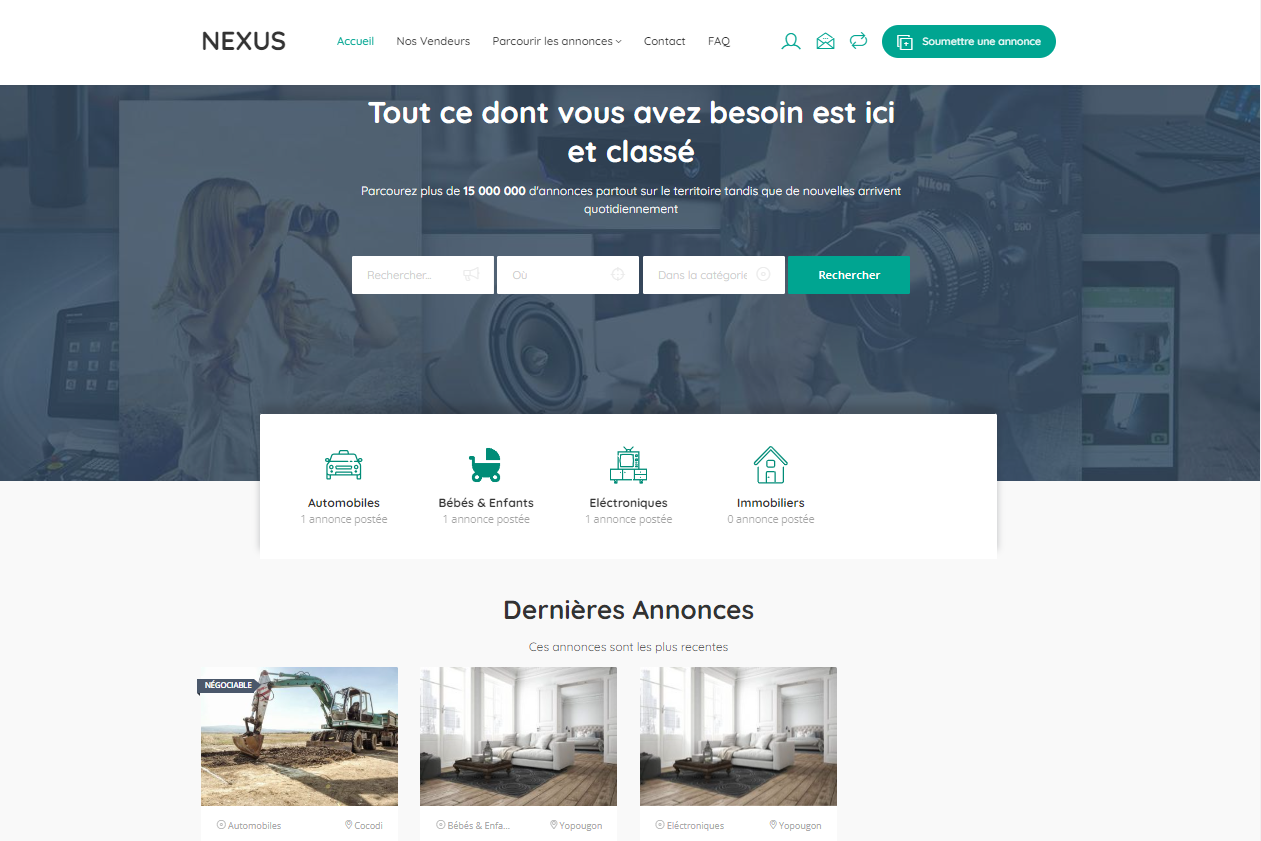 NEXUS
Accueil
Nos Vendeurs
Parcourir les annonces
Contact
FAQ
Soumettre une annonce
Tout ce dont vous avez besoin est ici
et classé
Parcourez plus de 15 000 000 d'annonces partout sur le territoire tandis que de nouvelles arrivent
quotidiennement
Rechercher...
Où
Dans la catégorie
Rechercher
Nikon
Automobiles
1 annonce postée
Bébés & Enfants
1 annonce postée
Eléctroniques
1 annonce postée
Immobiliers
0 annonce postée
Dernières Annonces
Ces annonces sont les plus recentes
NÉGOCIABLE
Automobiles
Cocodi
Bébés & Enfa...
Yopougon
Eléctroniques
Yopougon